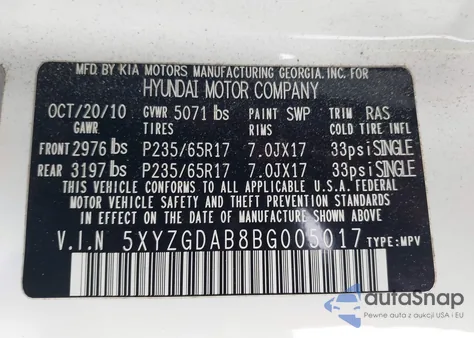 MFD. BY KIA MOTORS MANUFACTURING GEORGIA, INC. FOR
HYUNDAI MOTOR COMPANY
OCT/20/10 GVWR 5071 lbs PAINT SWP TRIM RAS
GAWR TIRES RIMS COLD TIRE INFL
FRONT 2976 lbs P235/65R17 7.0JX17 33psi SINGLE
REAR 3197 lbs P235/65R17 7.0JX17 33psi SINGLE
THIS VEHICLE CONFORMS TO ALL APPLICABLE U.S.A. FEDERAL
MOTOR VEHICLE SAFETY AND THEFT PREVENTION
STANDARDS IN EFFECT ON THE DATE OF
MANUFACTURE SHOWN ABOVE.
V.I.N 5XYZGDAB8BG005017 TYPE: MPV
autoSnap
Pewne auta z aukcji USA i EU